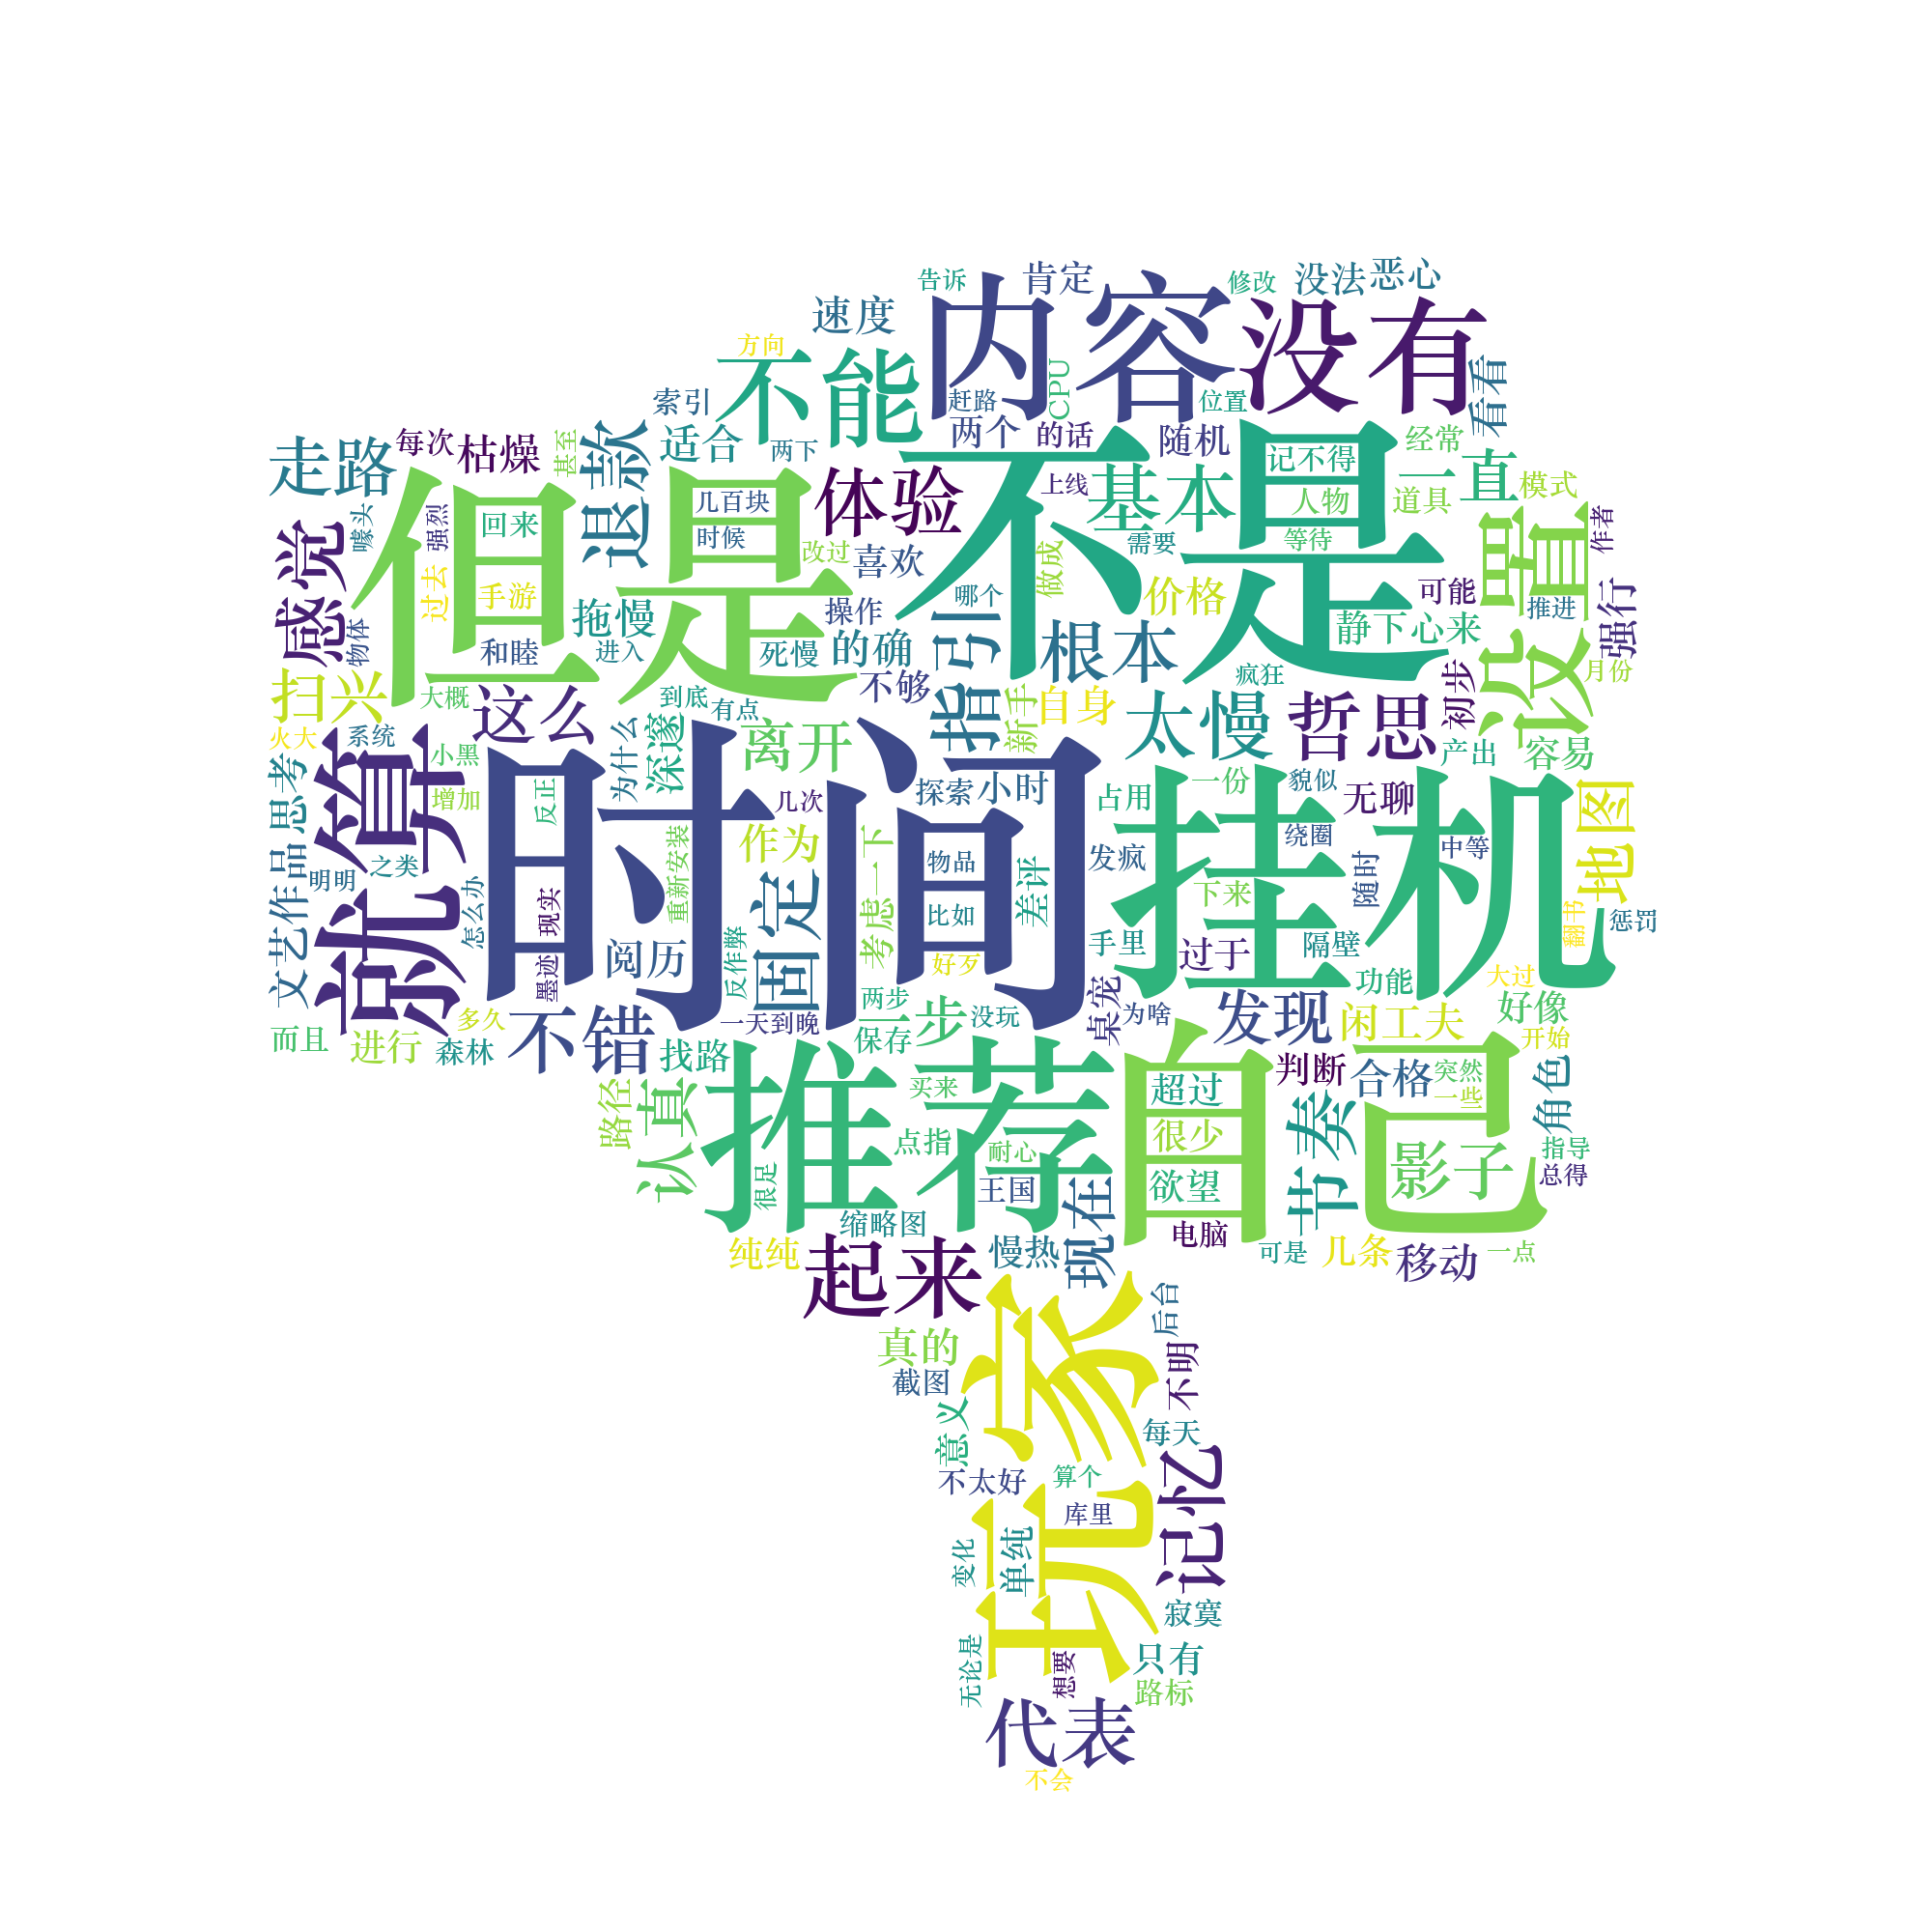 告诉
肯定
修改
没法
恶心
速度
内容
没有
方向
不能
CPU
看看
索引
赶路
位置
走路
每次
枯燥
甚至
退款
适合
两下
两个
的话
随机
经常
不是
记不得
一直
模式
但是
几百块
体验
上线
基本
人物
道具
设置
噱头
强烈
回来
时候
改过
喜欢
需要
等待
作者
感觉
过去
手游
拖慢
操作
哪个
做成
价格
可能
推进
强行
物体
和睦
进入
死慢
的确
指引
根本
静下心来
扫兴
大概
这么
到底
有点
不够
新手
自身
太慢
疯狂
哲思
初步
月份
火大
系统
小黑
为什么
深邃
离开
产出
容易
就算
时间
思考
增加
反正
几次
探索
小时
占用
一份
貌似
无聊
挂机
地图
文艺作品
明明
之类
怎么办
现实
重新安装
作为
考虑一下
物品
差评
发疯
绕圈
中等
下来
随时
墨迹
阅历
反作弊
固定
好歹
比如
手里
过于
隔壁
功能
翻书
惩罚
大过
而且
进行
多久
森林
不错
找路
一天到晚
两步
保存
一步
没玩
桌宠
为啥
发现
闲工夫
好像
开始
路径
认真
推荐
买来
自己
超过
判断
合格
突然
一些
角色
点指
耐心
很少
节奏
影子
指导
总得
很足
王国
欲望
现在
缩略图
慢热
电脑
可是
几条
移动
一点
纯纯
起来
玩家
后台
真的
截图
不明
意义
每天
记忆
不太好
算个
库里
变化
单纯
寂寞
无论是
想要
只有
路标
代表
不会